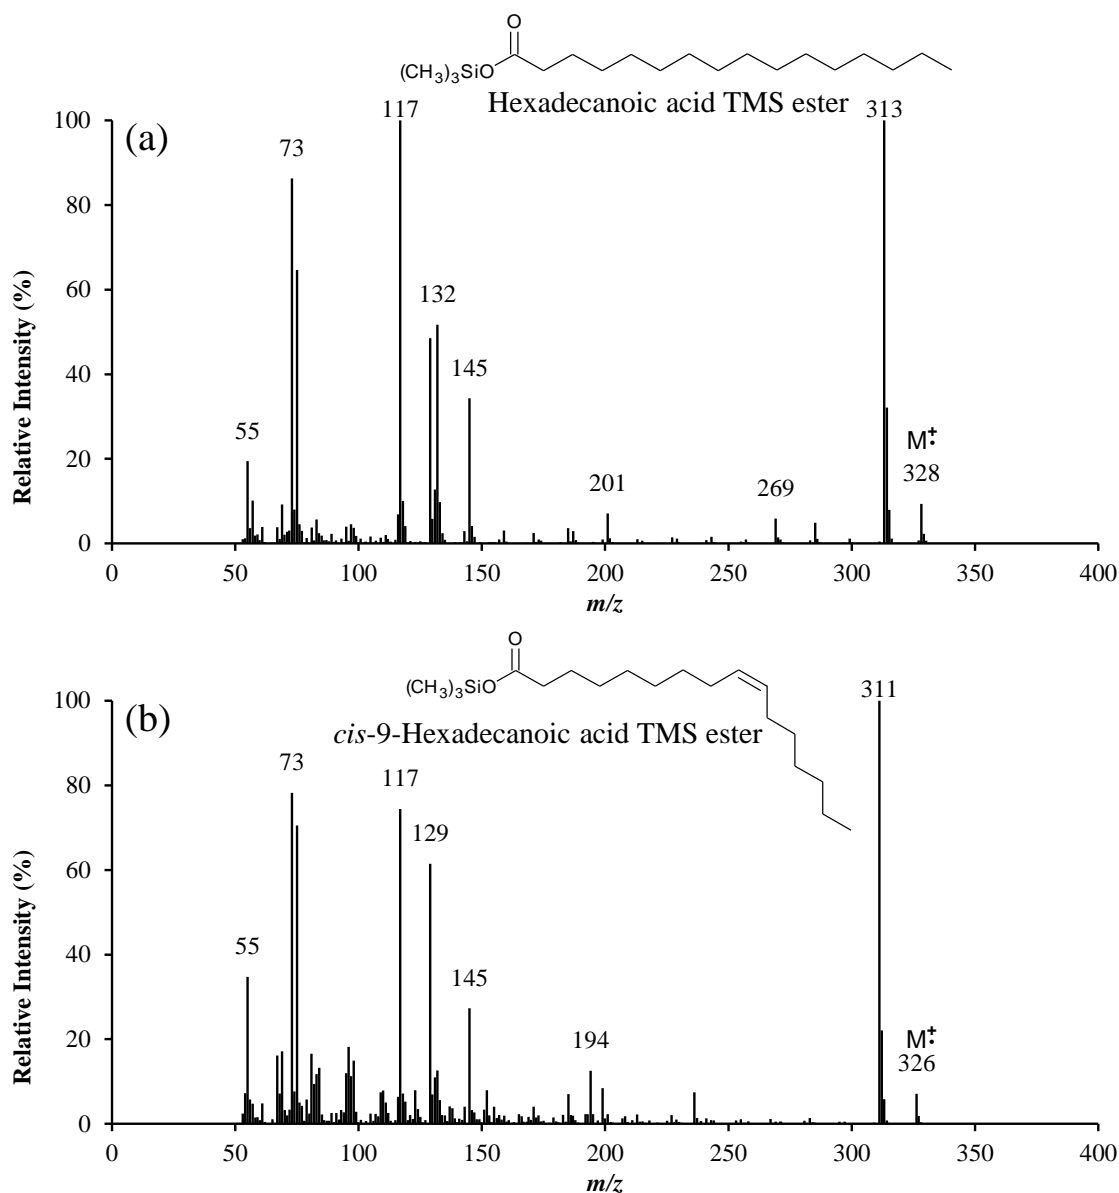 O
(CH₃)₃SiO
Hexadecanoic acid TMS ester
(a)
117
313
73
132
145
55
201
269
M⁺•
328
100
80
60
40
20
0
Relative Intensity (%)
0 50 100 150 200 250 300 350 400
m/z
O
(CH₃)₃SiO
cis-9-Hexadecanoic acid TMS ester
(b)
311
73
117
129
55
145
194
M⁺•
326
100
80
60
40
20
0
Relative Intensity (%)
0 50 100 150 200 250 300 350 400
m/z